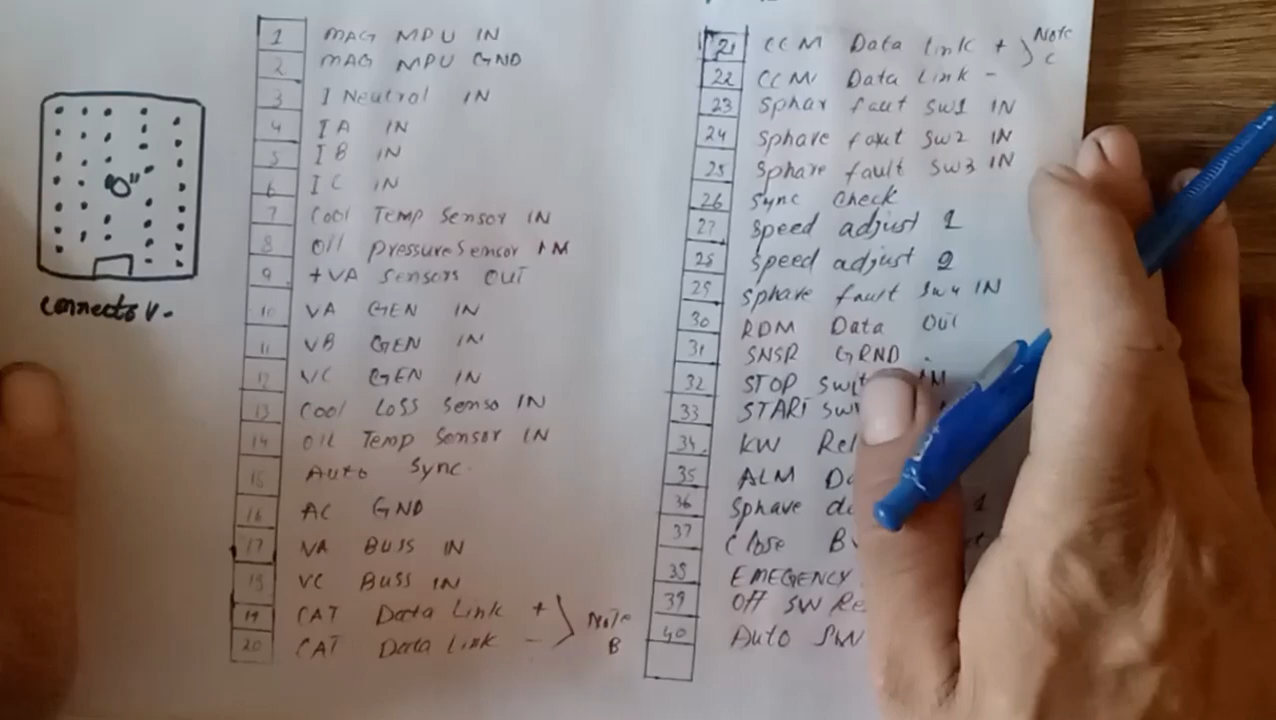 1 MAG MPU IN
2 MAG MPU GND
3 I Neutrol IN
4 IA IN
5 IB IN
6 IC IN
7 Cool Temp Sensor IN
8 Oil pressure Sensor IM
9 +VA Sensors OUT
10 VA GEN IN
11 VB GEN IN
12 VC GEN IN
13 Cool Loss Senso IN
14 OIL Temp Sensor IN
15 Auto Sync
16 AC GND
17 VA BUSS IN
18 VC BUSS IN
19 CAT Data Link +
20 CAT Data Link -
Note
B
21 CCM Data link +
22 CCM Data Link -
Note
C
23 Sphar faut SW1 IN
24 Sphare faut SW2 IN
25 Sphare fault SW3 IN
26 Sync Check
27 Speed adjust 1
28 Speed adjust 2
29 Sphare fault SW4 IN
30 RDM Data Out
31 SNSR GRND
32 STOP
33 START
34 KW
35 ALM
36 Sphare
37 Close
38 EMEGENCY
39 Off SW
40 Auto SW
"O"
connecto V.